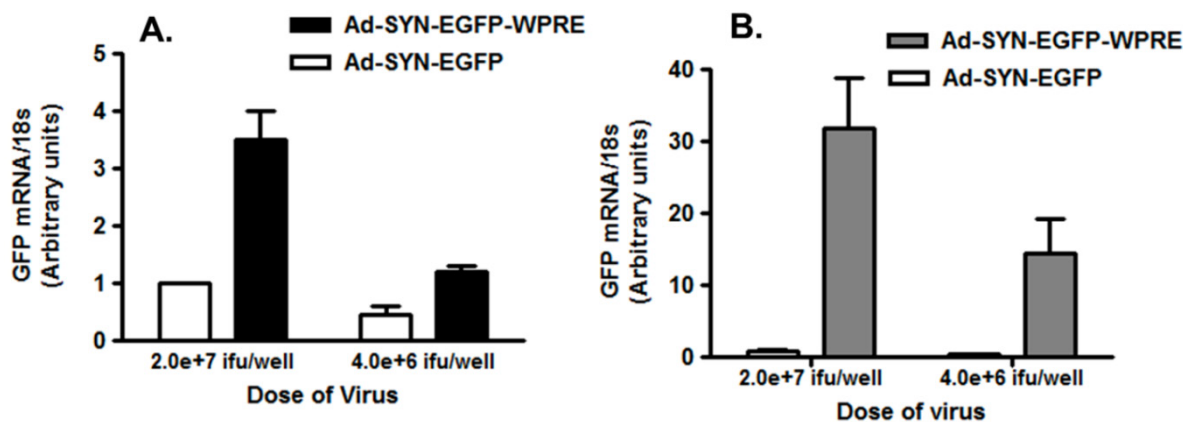 A.
Ad-SYN-EGFP-WPRE
Ad-SYN-EGFP
GFP mRNA/18s
(Arbitrary units)
5
4
3
2
1
0
2.0e+7 ifu/well
4.0e+6 ifu/well
Dose of Virus
B.
Ad-SYN-EGFP-WPRE
Ad-SYN-EGFP
GFP mRNA/18s
(Arbitrary units)
40
30
20
10
0
2.0e+7 ifu/well
4.0e+6 ifu/well
Dose of virus